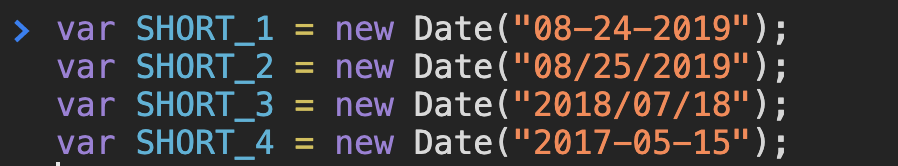 var SHORT_1 = new Date("08-24-2019");
var SHORT_2 = new Date("08/25/2019");
var SHORT_3 = new Date("2018/07/18");
var SHORT_4 = new Date("2017-05-15");